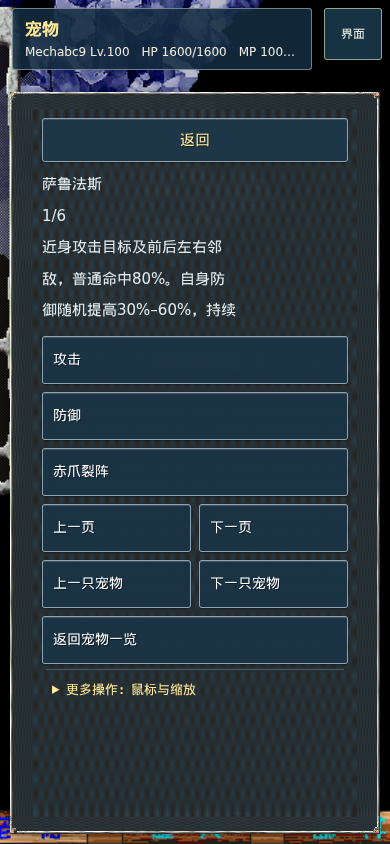 宠物
Mechabc9 Lv.100 HP 1600/1600 MP 100...
界面
返回
萨鲁法斯
1/6
近身攻击目标及前后左右邻
敌，普通命中80%。自身防
御随机提高30%–60%，持续
攻击
防御
赤爪裂阵
上一页 下一页
上一只宠物 下一只宠物
返回宠物一览
▶ 更多操作：鼠标与缩放